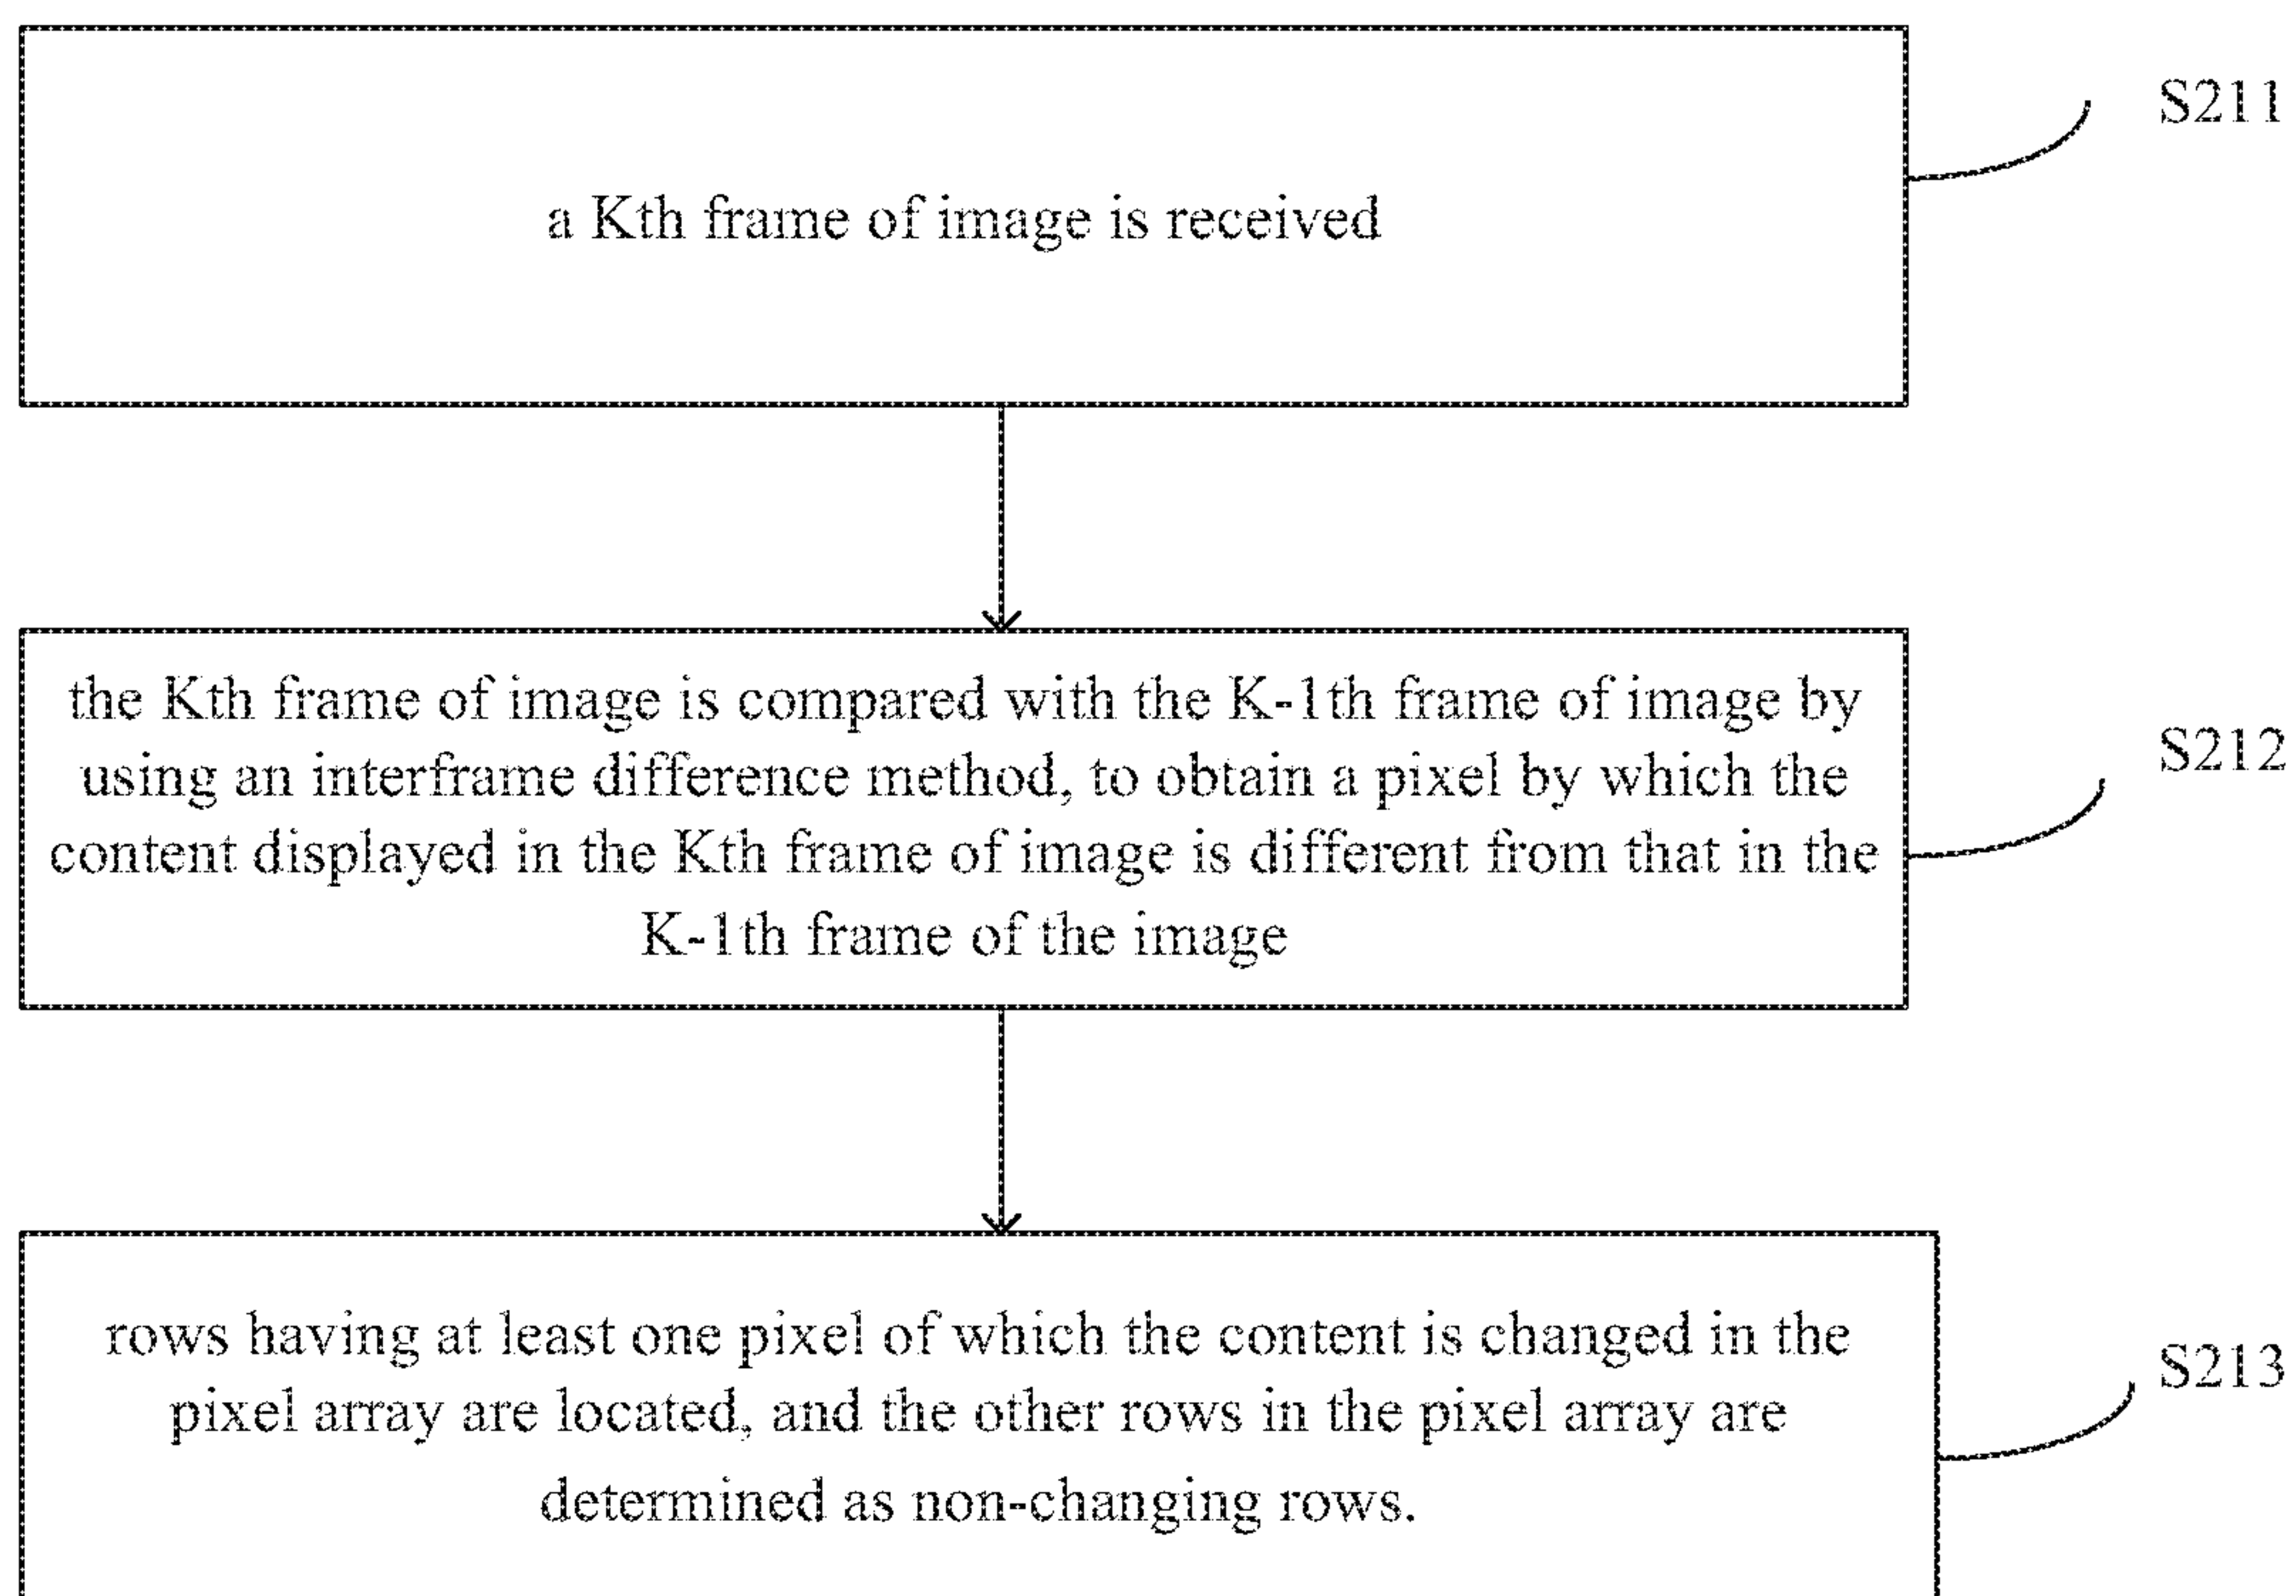 S211
a Kth frame of image is received
the Kth frame of image is compared with the K-1th frame of image by
using an interframe difference method, to obtain a pixel by which the
S212
content displayed in the Kth frame of image is different from that in the
K-1th frame of the image
rows having at least one pixel of which the content is changed in the
S213
pixel array are located, and the other rows in the pixel array are
determined as non-changing rows.